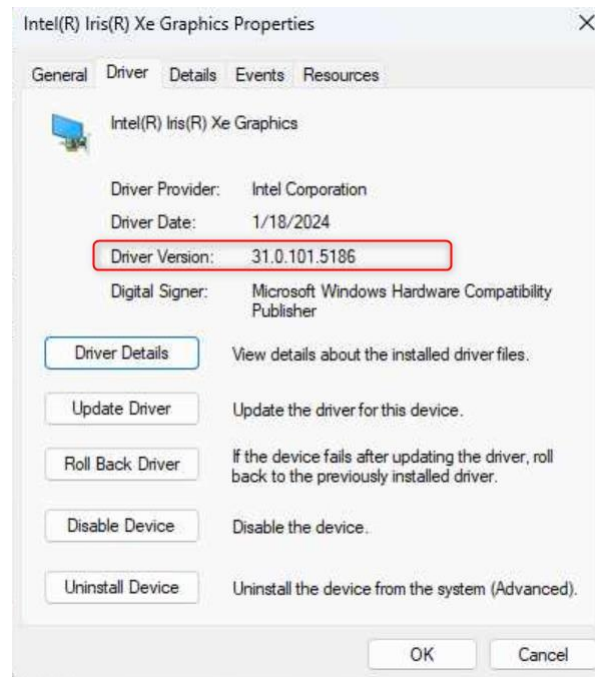 Intel(R) Iris(R) Xe Graphics Properties
General Driver Details Events Resources
Intel(R) Iris(R) Xe Graphics
Driver Provider: Intel Corporation
Driver Date: 1/18/2024
Driver Version: 31.0.101.5186
Digital Signer: Microsoft Windows Hardware Compatibility
Publisher
Driver Details View details about the installed driver files.
Update Driver Update the driver for this device.
Roll Back Driver If the device fails after updating the driver, roll
back to the previously installed driver.
Disable Device Disable the device.
Uninstall Device Uninstall the device from the system (Advanced).
OK Cancel